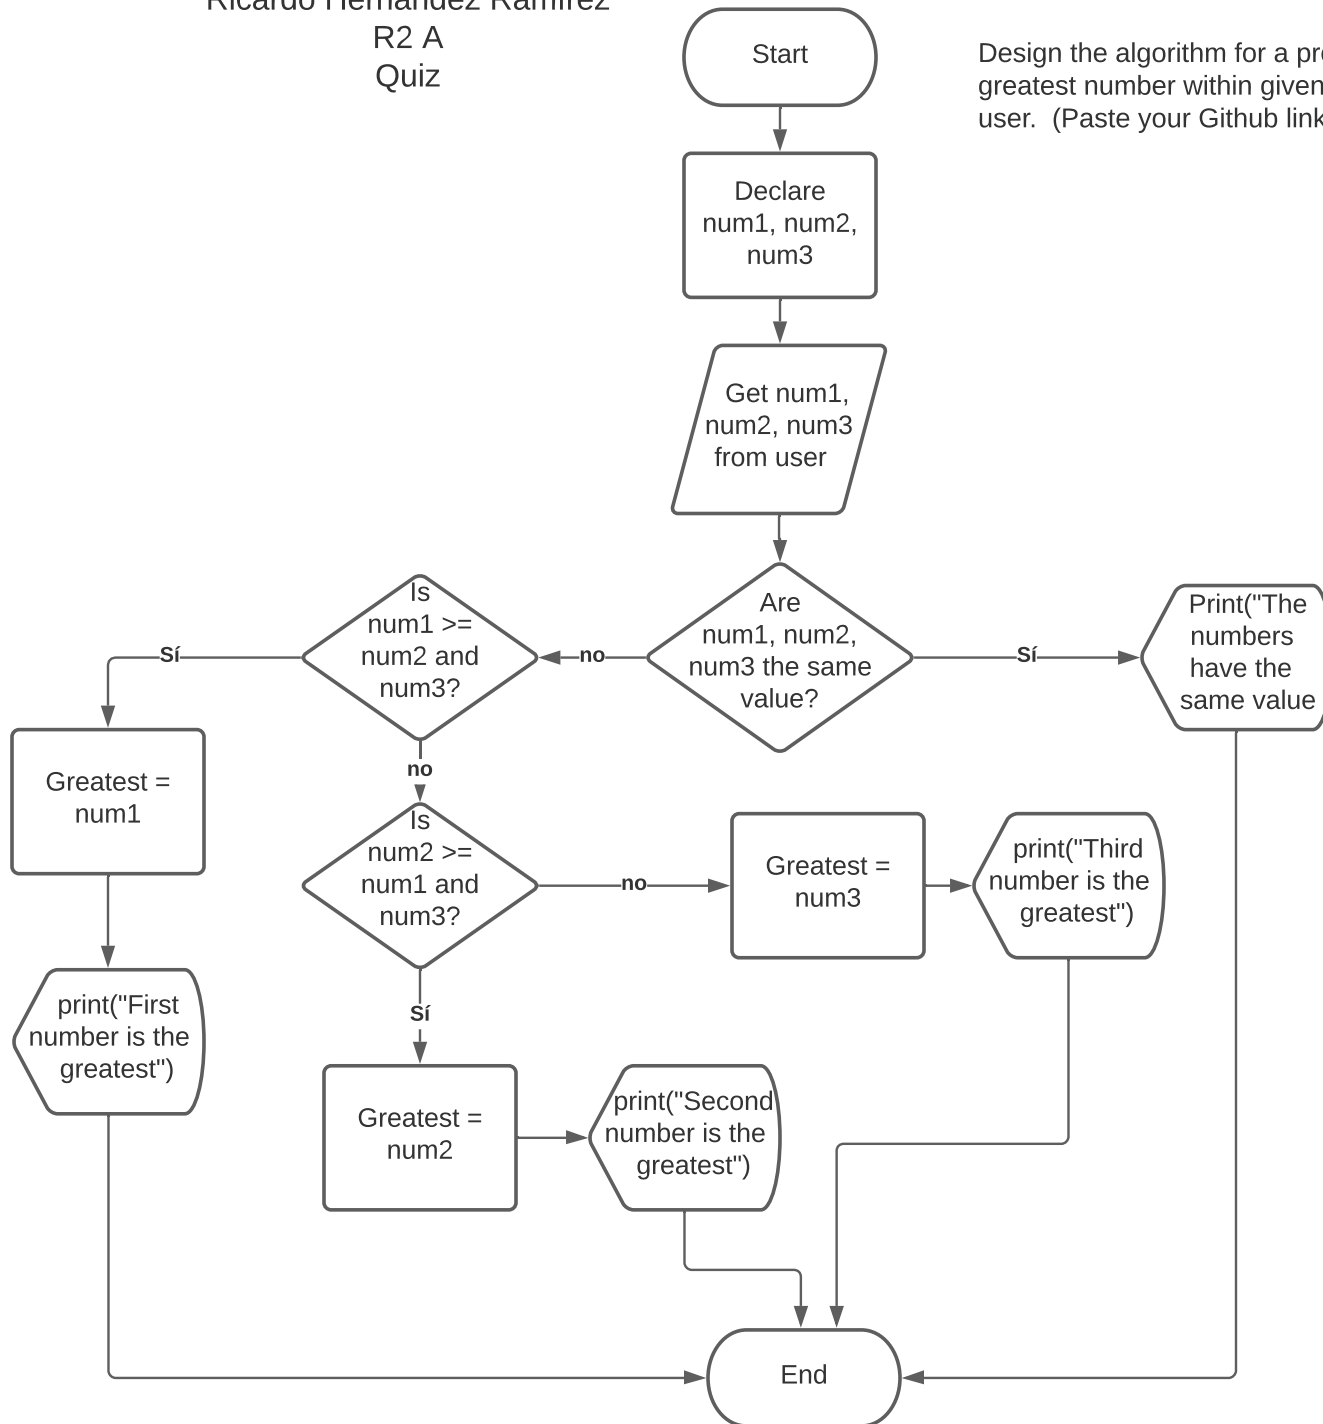 Ricardo Hernandez Ramirez
R2 A
Quiz
Start
Design the algorithm for a
greatest number within given
user.  (Paste your Github link
Declare
num1, num2,
num3
Get num1,
num2, num3
from user
Are
num1, num2,
num3 the same
value?
no
Sí
Print("The
numbers
have the
same value
Is
num1 >=
num2 and
num3?
Sí
no
Greatest =
num1
print("First
number is the
greatest")
Is
num2 >=
num1 and
num3?
no
Greatest =
num3
print("Third
number is the
greatest")
Sí
Greatest =
num2
print("Second
number is the
greatest")
End